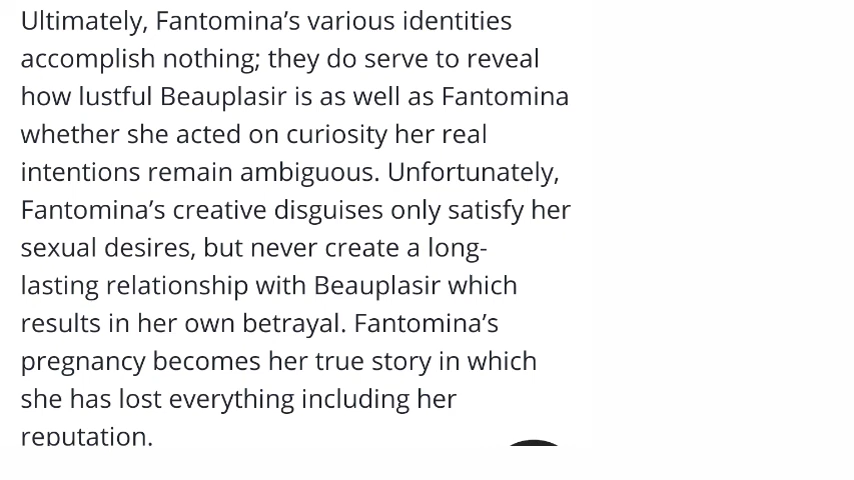 Ultimately, Fantomina’s various identities
accomplish nothing; they do serve to reveal
how lustful Beauplasir is as well as Fantomina
whether she acted on curiosity her real
intentions remain ambiguous. Unfortunately,
Fantomina’s creative disguises only satisfy her
sexual desires, but never create a long-
lasting relationship with Beauplasir which
results in her own betrayal. Fantomina’s
pregnancy becomes her true story in which
she has lost everything including her
reputation.